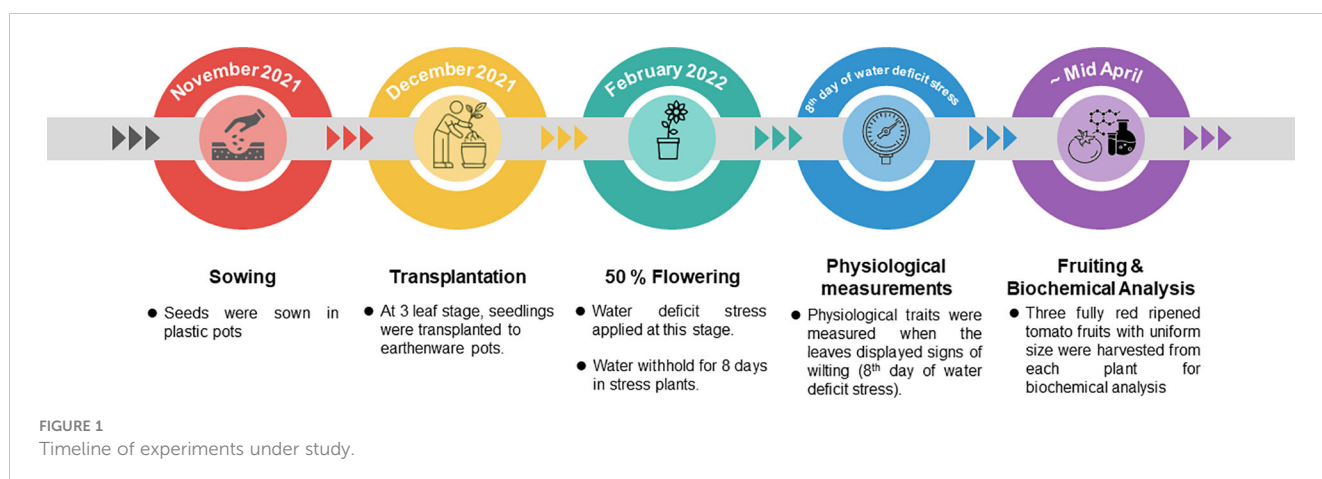 November 2021
December 2021
February 2022
8th day of water deficit stress
~ Mid April
Sowing
● Seeds were sown in
plastic pots
Transplantation
● At 3 leaf stage, seedlings
were transplanted to
earthenware pots.
50 % Flowering
● Water deficit stress
applied at this stage.
● Water withhold for 8 days
in stress plants.
Physiological
measurements
● Physiological traits were
measured when the
leaves displayed signs of
wilting (8th day of water
deficit stress).
Fruiting &
Biochemical Analysis
● Three fully red ripened
tomato fruits with uniform
size were harvested from
each plant for
biochemical analysis
FIGURE 1
Timeline of experiments under study.